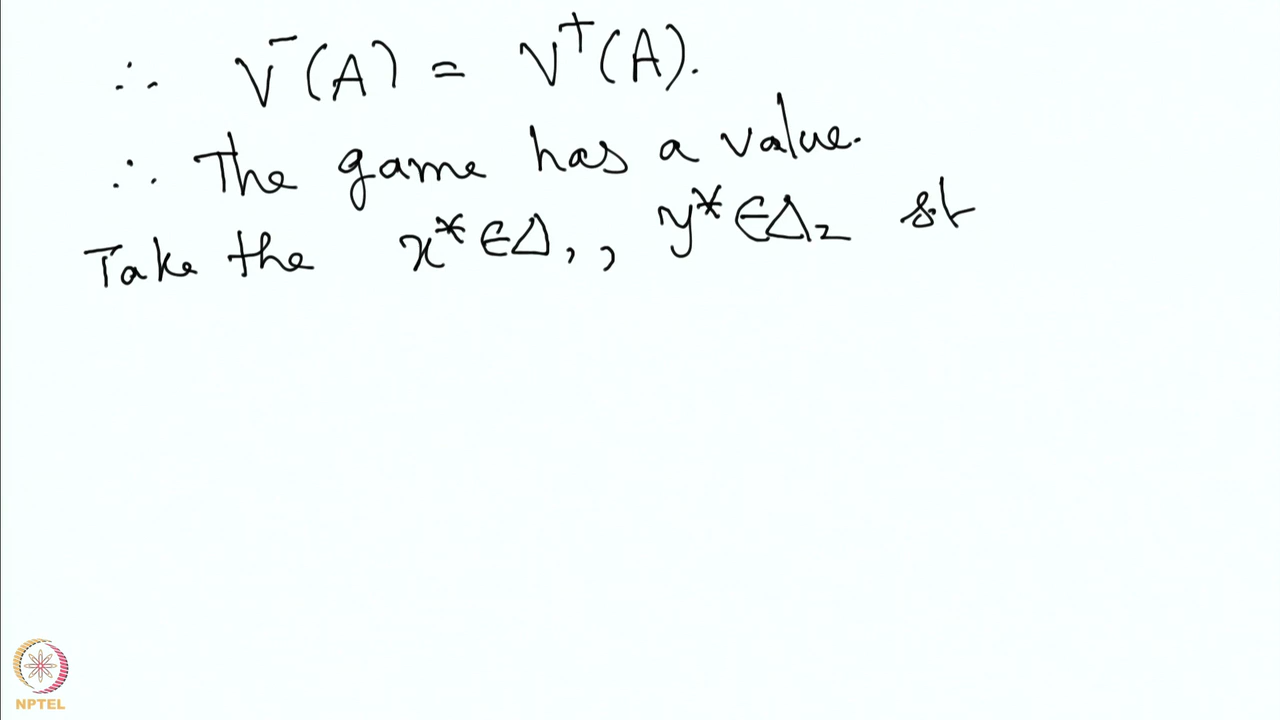 ∴ V⁻(A) = V⁺(A).
∴ The game has a value.
Take the x* ∈ Δ₁, y* ∈ Δ₂ st
NPTEL